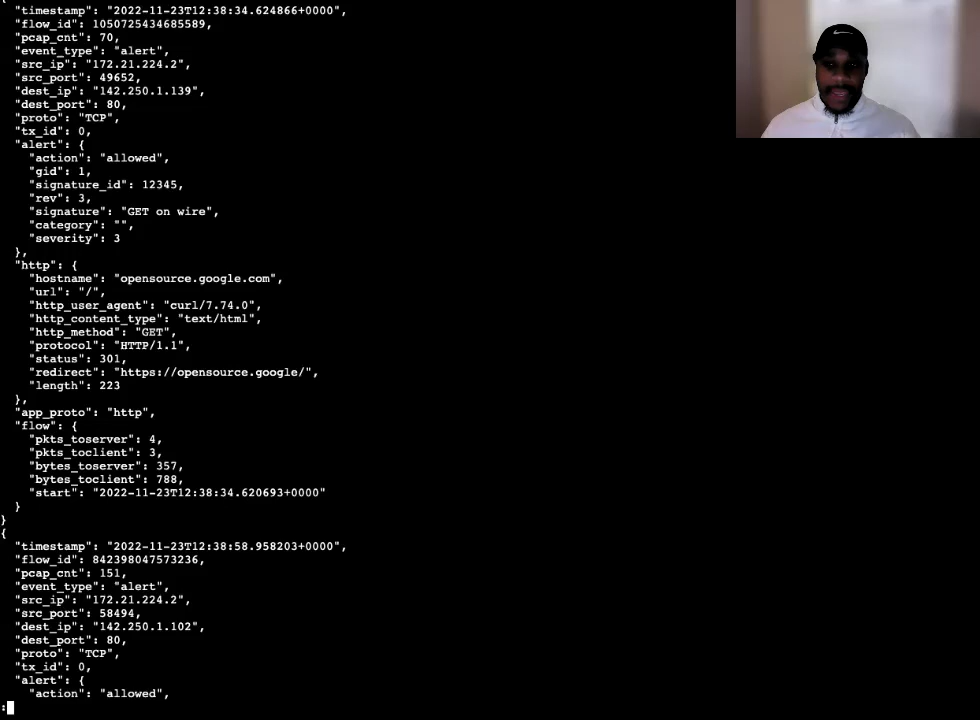 {
"timestamp": "2022-11-23T12:38:34.624866+0000",
"flow_id": 1050725434685589,
"pcap_cnt": 70,
"event_type": "alert",
"src_ip": "172.21.224.2",
"src_port": 49652,
"dest_ip": "142.250.1.139",
"dest_port": 80,
"proto": "TCP",
"tx_id": 0,
"alert": {
"action": "allowed",
"gid": 1,
"signature_id": 12345,
"rev": 3,
"signature": "GET on wire",
"category": "",
"severity": 3
},
"http": {
"hostname": "opensource.google.com",
"url": "/",
"http_user_agent": "curl/7.74.0",
"http_content_type": "text/html",
"http_method": "GET",
"protocol": "HTTP/1.1",
"status": 301,
"redirect": "https://opensource.google/",
"length": 223
},
"app_proto": "http",
"flow": {
"pkts_toserver": 4,
"pkts_toclient": 3,
"bytes_toserver": 357,
"bytes_toclient": 788,
"start": "2022-11-23T12:38:34.620693+0000"
}
}
{
"timestamp": "2022-11-23T12:38:58.958203+0000",
"flow_id": 842398047573236,
"pcap_cnt": 151,
"event_type": "alert",
"src_ip": "172.21.224.2",
"src_port": 58494,
"dest_ip": "142.250.1.102",
"dest_port": 80,
"proto": "TCP",
"tx_id": 0,
"alert": {
"action": "allowed",
: